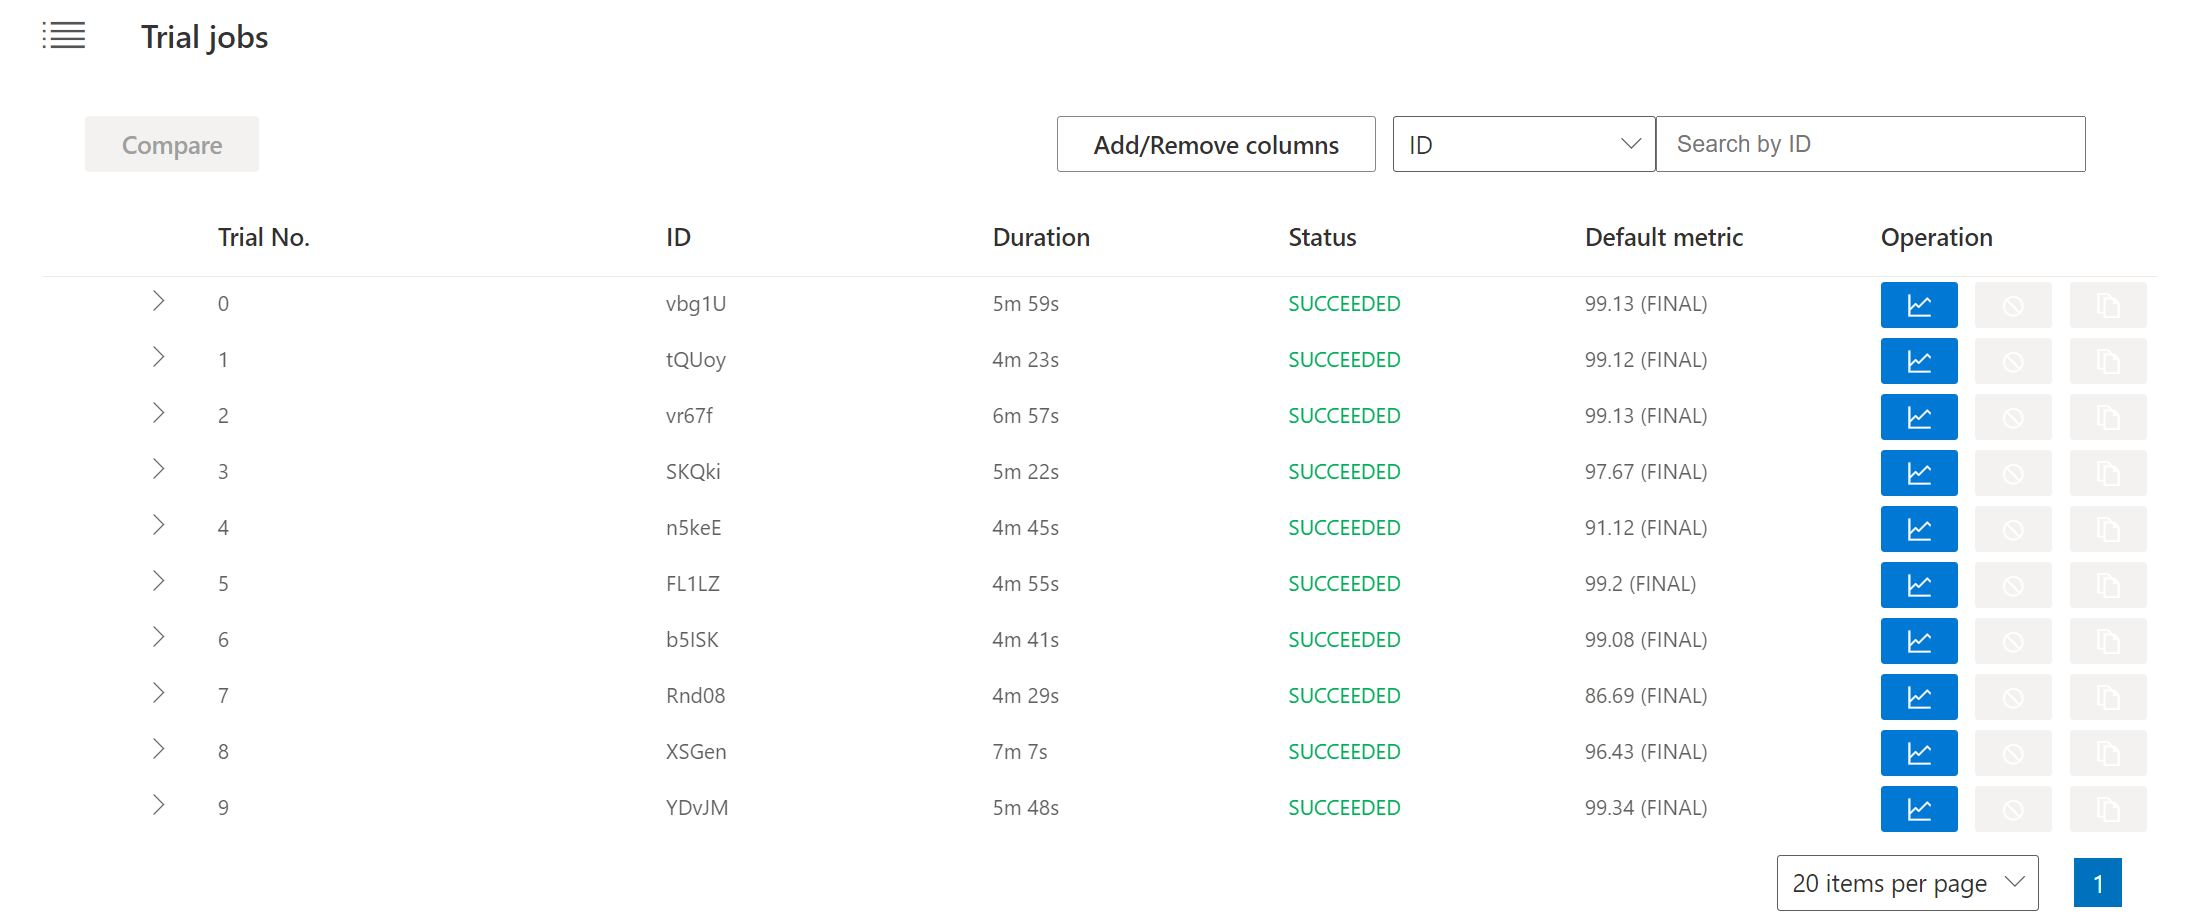 Trial jobs
Compare Add/Remove columns ID Search by ID
Trial No. ID Duration Status Default metric Operation
0 vbg1U 5m 59s SUCCEEDED 99.13 (FINAL)
1 tQUoy 4m 23s SUCCEEDED 99.12 (FINAL)
2 vr67f 6m 57s SUCCEEDED 99.13 (FINAL)
3 SKQki 5m 22s SUCCEEDED 97.67 (FINAL)
4 n5keE 4m 45s SUCCEEDED 91.12 (FINAL)
5 FL1LZ 4m 55s SUCCEEDED 99.2 (FINAL)
6 b5ISK 4m 41s SUCCEEDED 99.08 (FINAL)
7 Rnd08 4m 29s SUCCEEDED 86.69 (FINAL)
8 XSGen 7m 7s SUCCEEDED 96.43 (FINAL)
9 YDvJM 5m 48s SUCCEEDED 99.34 (FINAL)
20 items per page 1